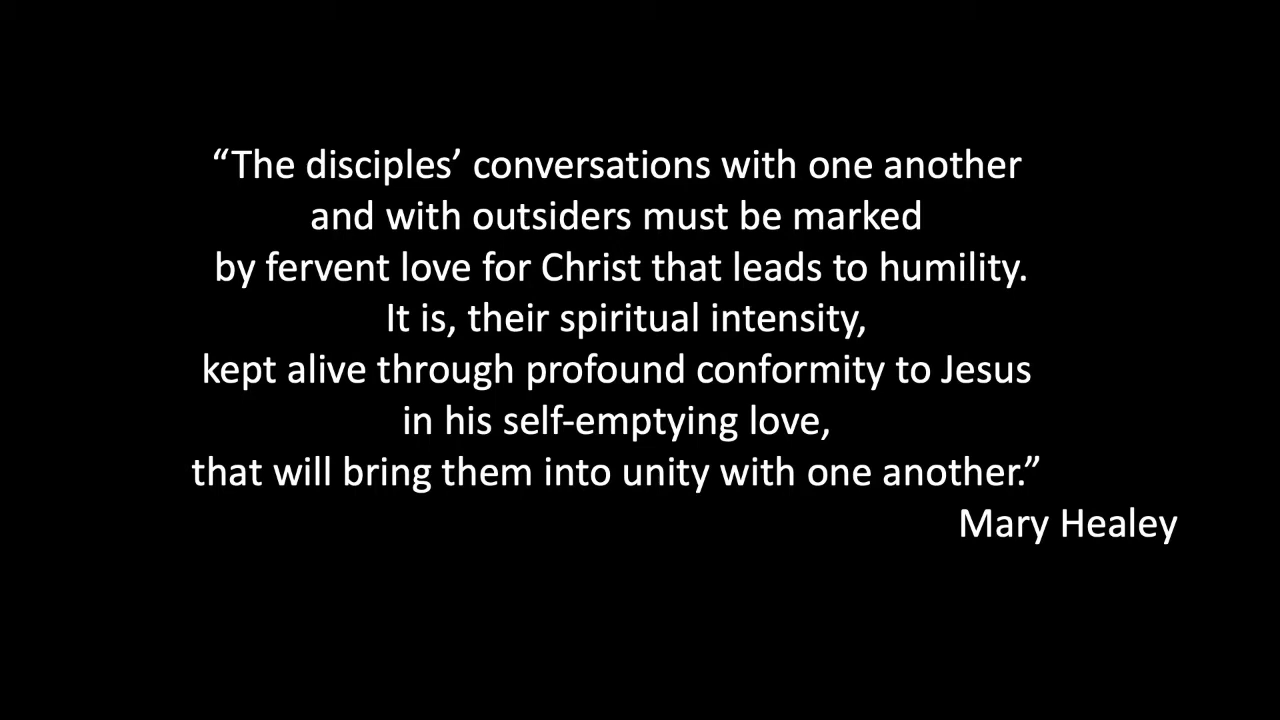 “The disciples’ conversations with one another
and with outsiders must be marked
by fervent love for Christ that leads to humility.
It is, their spiritual intensity,
kept alive through profound conformity to Jesus
in his self-emptying love,
that will bring them into unity with one another.”
Mary Healey